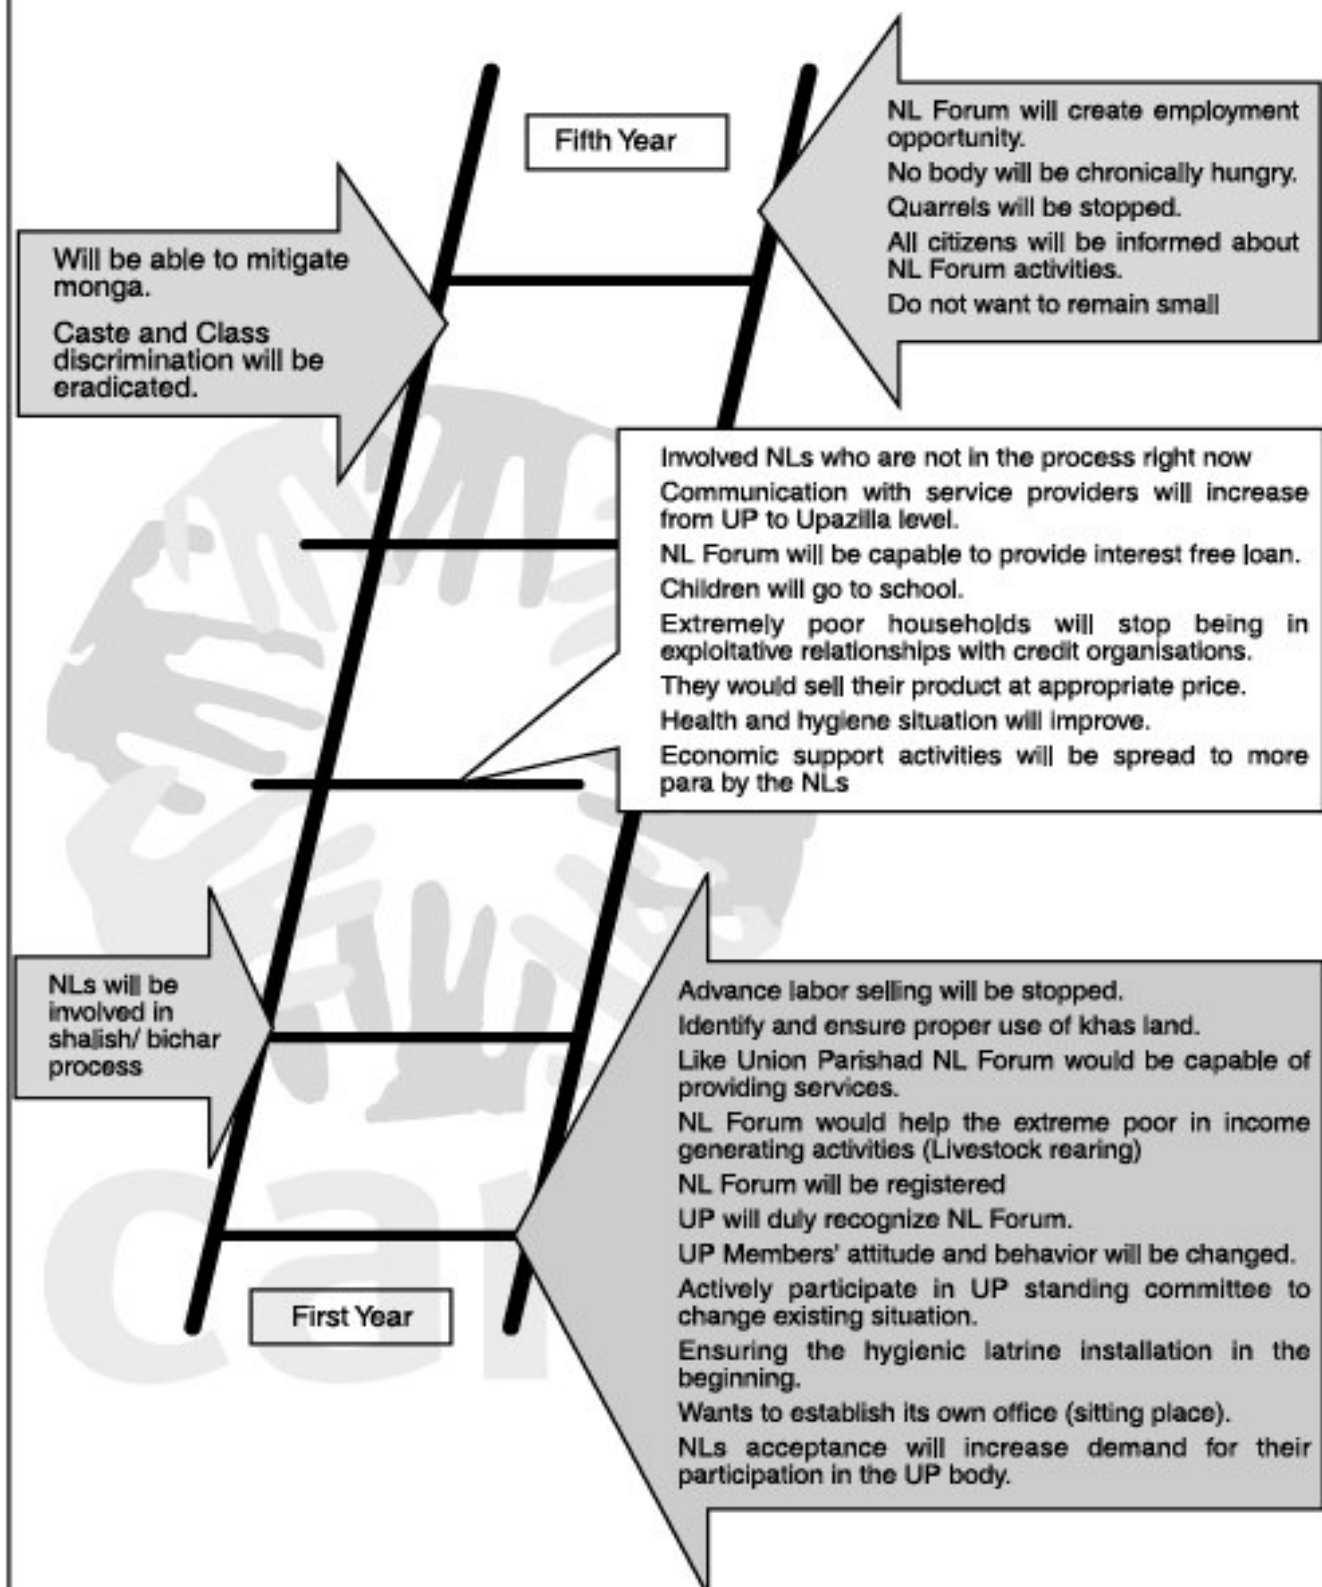 Fifth Year
NL Forum will create employment
opportunity.
No body will be chronically hungry.
Quarrels will be stopped.
All citizens will be informed about
NL Forum activities.
Do not want to remain small
Will be able to mitigate
monga.
Caste and Class
discrimination will be
eradicated.
Involved NLs who are not in the process right now
Communication with service providers will increase
from UP to Upazilla level.
NL Forum will be capable to provide interest free loan.
Children will go to school.
Extremely poor households will stop being in
exploitative relationships with credit organisations.
They would sell their product at appropriate price.
Health and hygiene situation will improve.
Economic support activities will be spread to more
para by the NLs
NLs will be
involved in
shalish/ bichar
process
Advance labor selling will be stopped.
Identify and ensure proper use of khas land.
Like Union Parishad NL Forum would be capable of
providing services.
NL Forum would help the extreme poor in income
generating activities (Livestock rearing)
NL Forum will be registered
UP will duly recognize NL Forum.
UP Members' attitude and behavior will be changed.
Actively participate in UP standing committee to
change existing situation.
Ensuring the hygienic latrine installation in the
beginning.
Wants to establish its own office (sitting place).
NLs acceptance will increase demand for their
participation in the UP body.
First Year